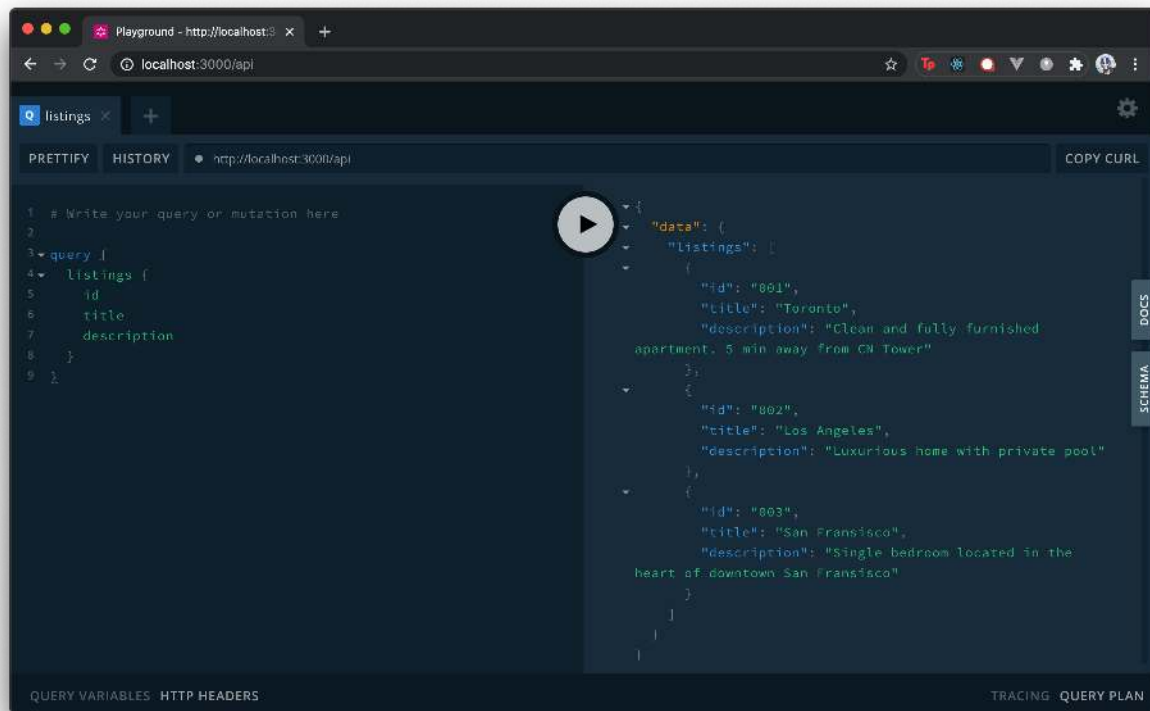 Playground - http://localhost:3
localhost:3000/api
Tp
Q listings
PRETTIFY HISTORY http://localhost:3000/api COPY CURL
1 # Write your query or mutation here
2
3 query {
4 listings {
5 id
6 title
7 description
8 }
9 }
{
"data": {
"listings": [
{
"id": "001",
"title": "Toronto",
"description": "Clean and fully furnished
apartment. 5 min away from CN Tower"
},
{
"id": "002",
"title": "Los Angeles",
"description": "Luxurious home with private pool"
},
{
"id": "003",
"title": "San Fransisco",
"description": "Single bedroom located in the
heart of downtown San Fransisco"
}
]
}
}
DOCS
SCHEMA
QUERY VARIABLES HTTP HEADERS
TRACING QUERY PLAN